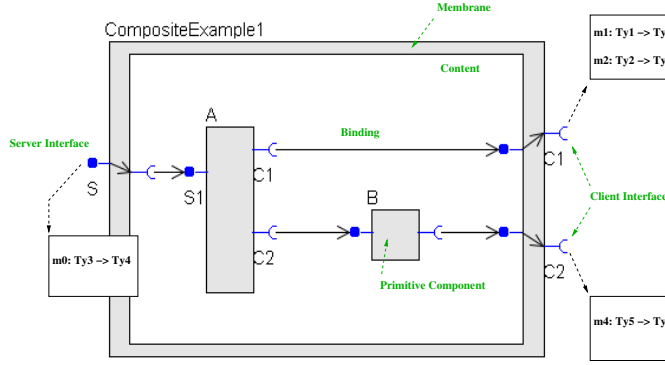 Membrane
CompositeExample1
m1: Ty1 -> Ty
m2: Ty2 -> Ty
Content
A
Server Interface
Binding
S
S1
C1
C1
B
Client Interface
C2
C2
m0: Ty3 -> Ty4
Primitive Component
m4: Ty5 -> Ty